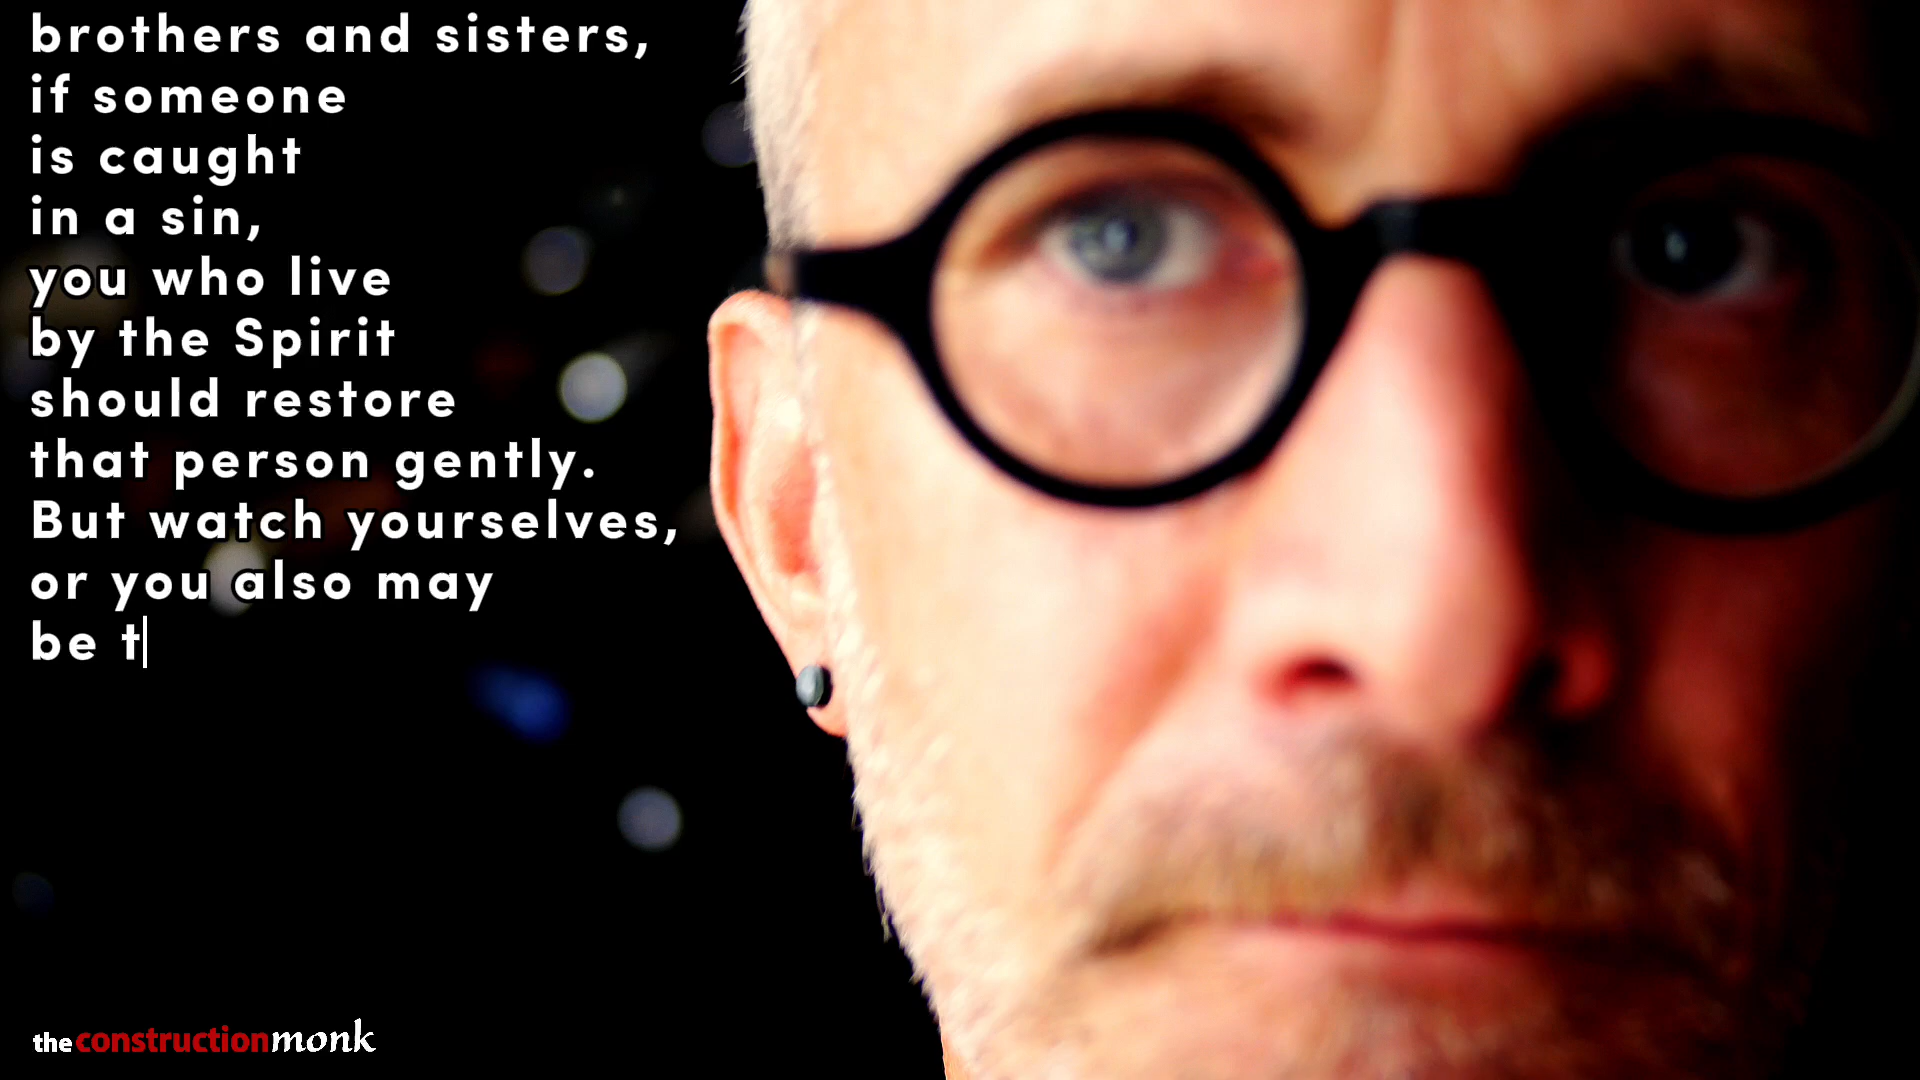 brothers and sisters,
if someone
is caught
in a sin,
you who live
by the Spirit
should restore
that person gently.
But watch yourselves,
or you also may
be t
theconstructionmonk